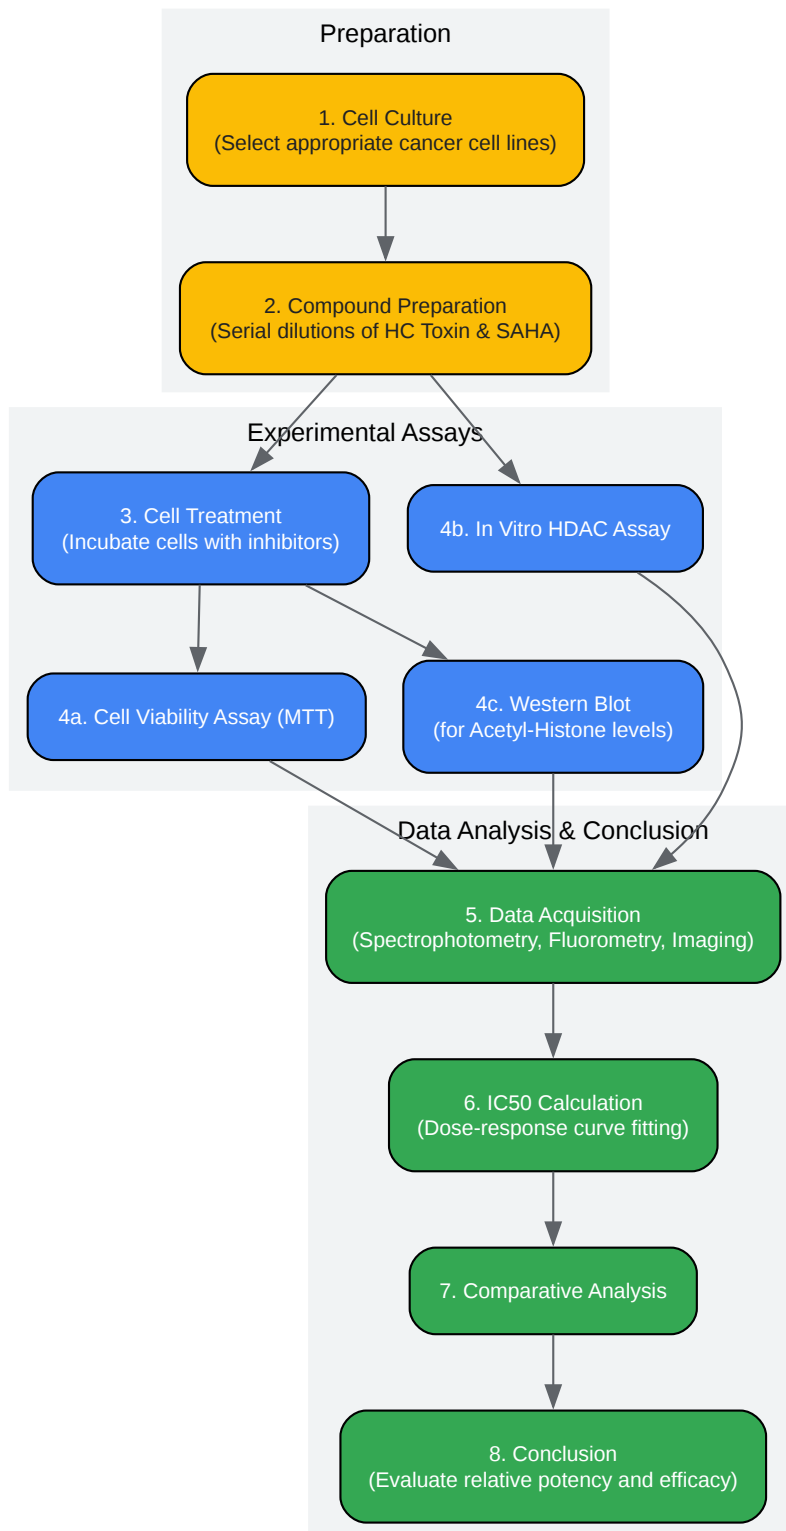 Preparation
1. Cell Culture
(Select appropriate cancer cell lines)
2. Compound Preparation
(Serial dilutions of HC Toxin & SAHA)
Experimental Assays
3. Cell Treatment
(Incubate cells with inhibitors)
4b. In Vitro HDAC Assay
4a. Cell Viability Assay (MTT)
4c. Western Blot
(for Acetyl-Histone levels)
Data Analysis & Conclusion
5. Data Acquisition
(Spectrophotometry, Fluorometry, Imaging)
6. IC50 Calculation
(Dose-response curve fitting)
7. Comparative Analysis
8. Conclusion
(Evaluate relative potency and efficacy)